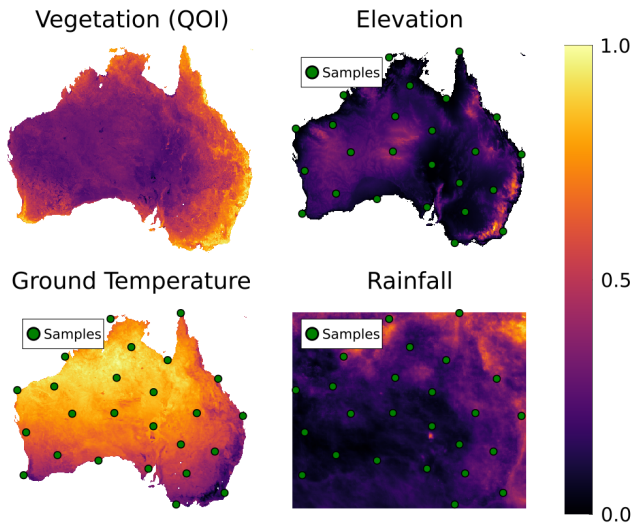 Vegetation (QOI)
Elevation
Samples
1.0
0.5
0.0
Ground Temperature
Rainfall
Samples
Samples